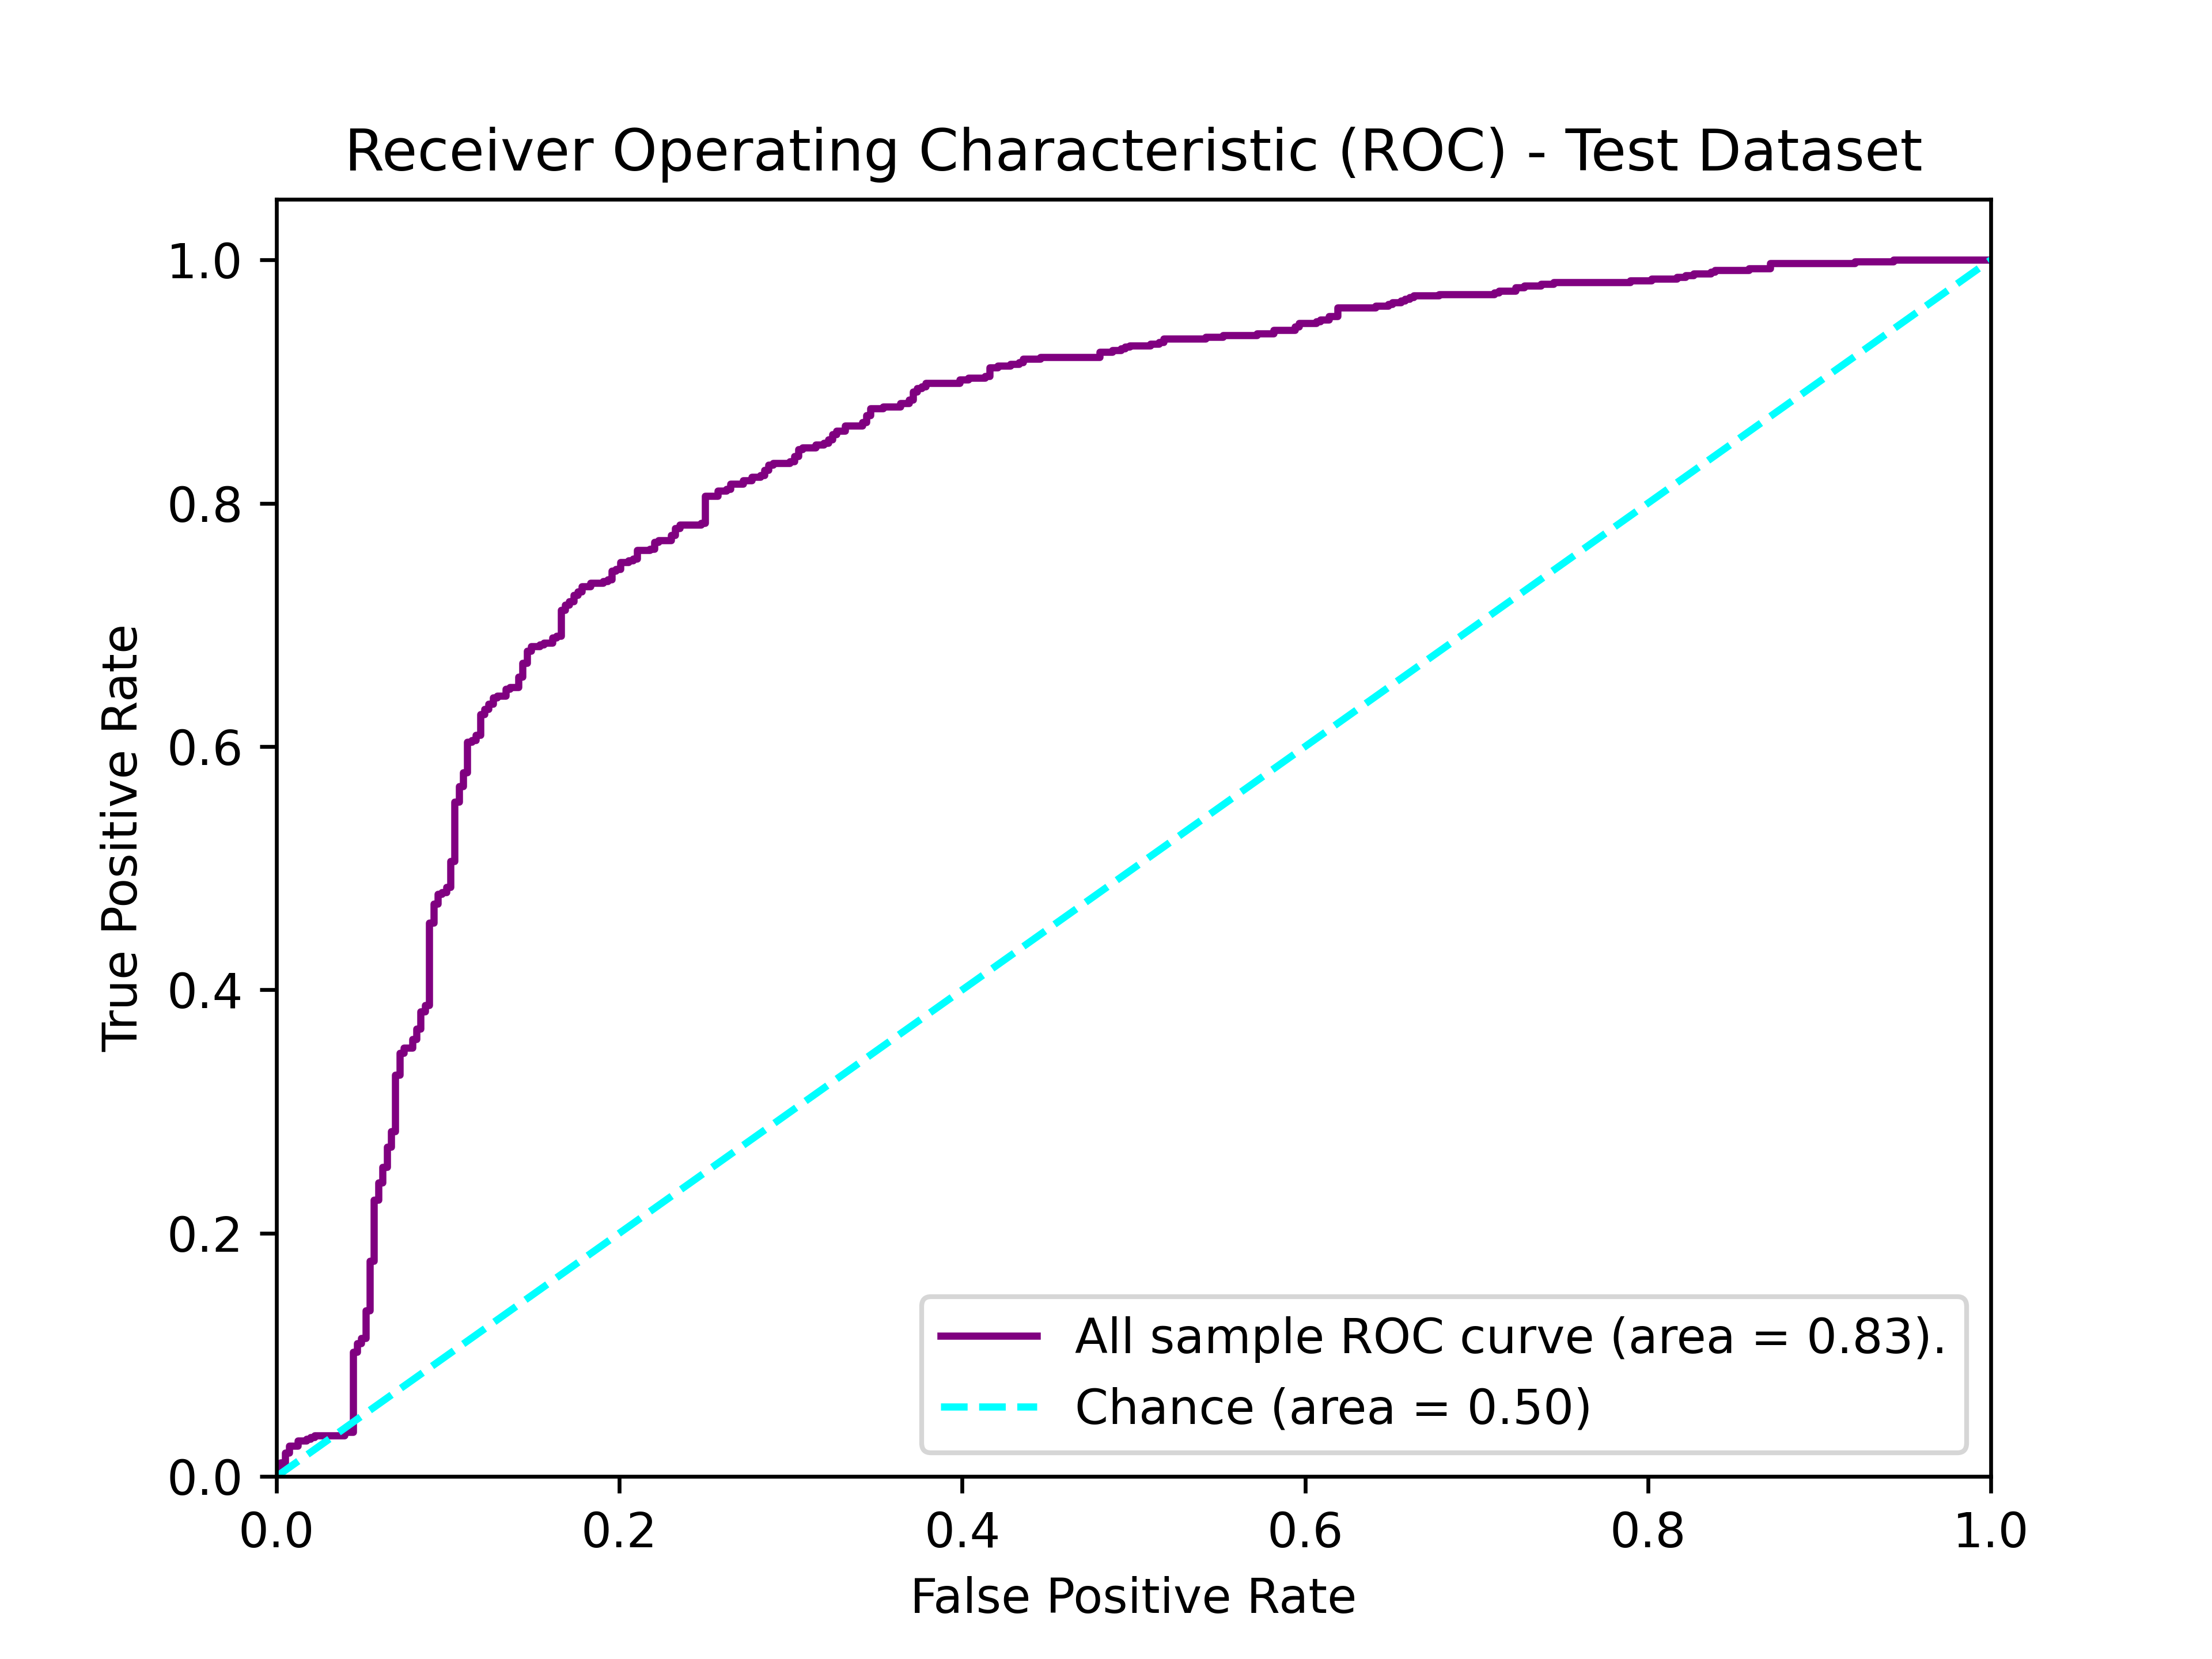 Receiver Operating Characteristic (ROC) - Test Dataset
1.0
0.8
0.6
0.4
0.2
0.0
True Positive Rate
All sample ROC curve (area = 0.83).
Chance (area = 0.50)
0.0 0.2 0.4 0.6 0.8 1.0
False Positive Rate